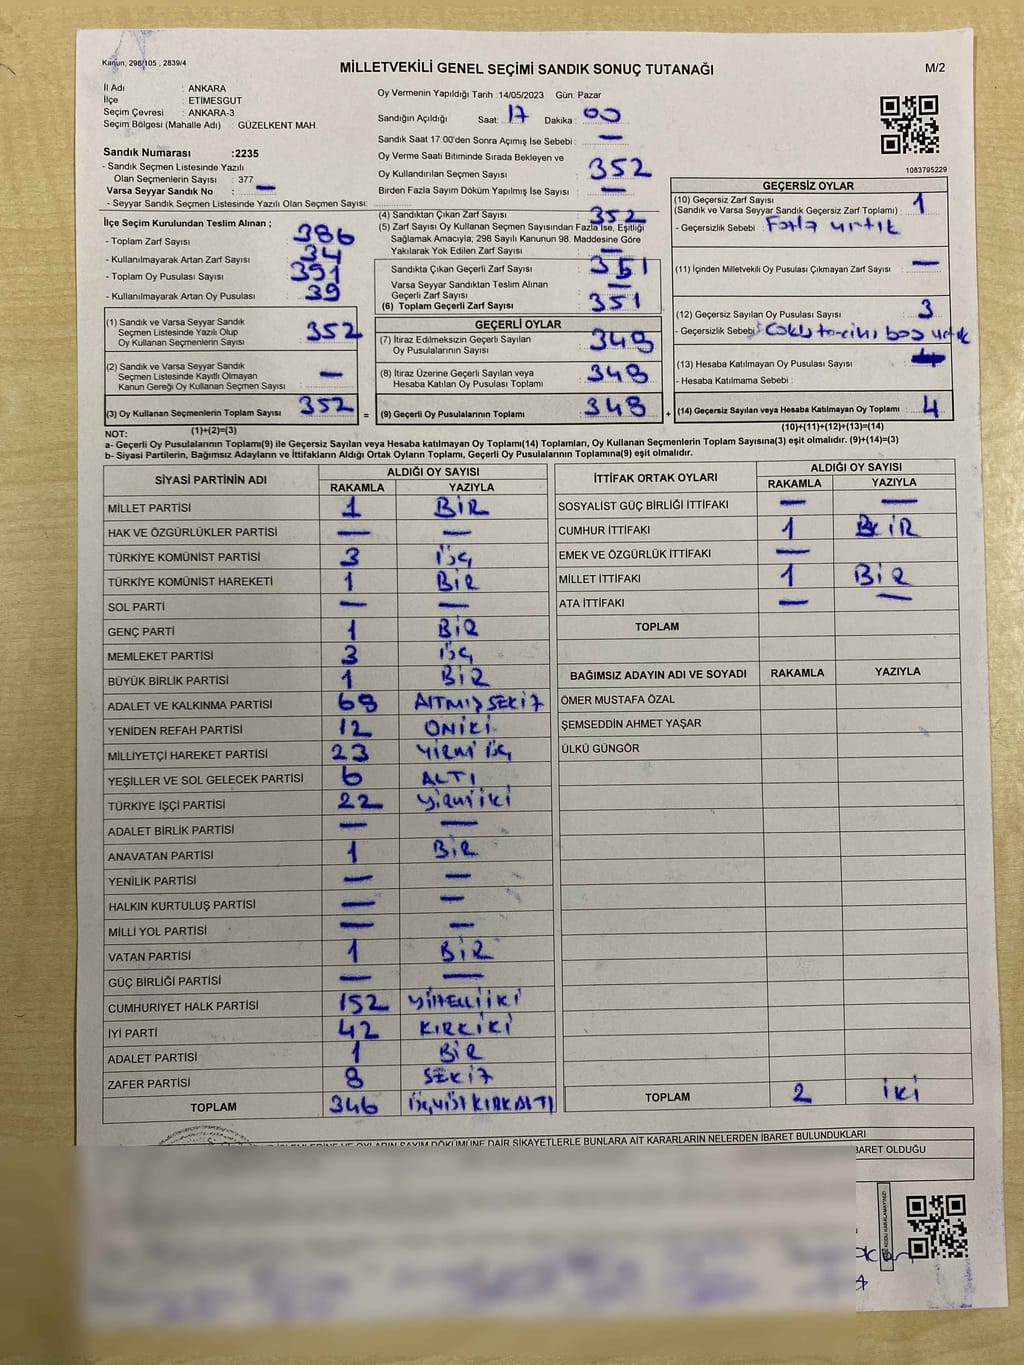 Kanun, 298/105 , 2839/4
MİLLETVEKİLİ GENEL SEÇİMİ SANDIK SONUÇ TUTANAĞI
M/2
İl Adı : ANKARA
İlçe : ETİMESGUT
Seçim Çevresi : ANKARA-3
Seçim Bölgesi (Mahalle Adı) : GÜZELKENT MAH.
Sandık Numarası :2235
- Sandık Seçmen Listesinde Yazılı
Olan Seçmenlerin Sayısı : 377
Varsa Seyyar Sandık No : —
- Seyyar Sandık Seçmen Listesinde Yazılı Olan Seçmen Sayısı:
Oy Vermenin Yapıldığı Tarih :14/05/2023 Gün: Pazar
Sandığın Açıldığı Saat: 17 Dakika : 00
Sandık Saat 17.00'den Sonra Açımış İse Sebebi : —
Oy Verme Saati Bitiminde Sırada Bekleyen ve
Oy Kullandırılan Seçmen Sayısı : 352
Birden Fazla Sayım Döküm Yapılmış İse Sayısı : —
1083795229
İlçe Seçim Kurulundan Teslim Alınan ;
- Toplam Zarf Sayısı : 386
- Kullanılmayarak Artan Zarf Sayısı : 34
- Toplam Oy Pusulası Sayısı : 391
- Kullanılmayarak Artan Oy Pusulası : 39
(4) Sandıktan Çıkan Zarf Sayısı : 352
(5) Zarf Sayısı Oy Kullanan Seçmen Sayısından Fazla İse, Eşitliği
Sağlamak Amacıyla; 298 Sayılı Kanunun 98. Maddesine Göre
Yakılarak Yok Edilen Zarf Sayısı : —
Sandıkta Çıkan Geçerli Zarf Sayısı : 351
Varsa Seyyar Sandıktan Teslim Alınan
Geçerli Zarf Sayısı : —
(6) Toplam Geçerli Zarf Sayısı : 351
GEÇERSİZ OYLAR
(10) Geçersiz Zarf Sayısı : 1
(Sandık ve Varsa Seyyar Sandık Geçersiz Zarf Toplamı)
- Geçersizlik Sebebi : Fazla yırtık
(11) İçinden Milletvekili Oy Pusulası Çıkmayan Zarf Sayısı : —
(12) Geçersiz Sayılan Oy Pusulası Sayısı : 3
- Geçersizlik Sebebi :
(13) Hesaba Katılmayan Oy Pusulası Sayısı :
- Hesaba Katılmama Sebebi :
(14) Geçersiz Sayılan veya Hesaba Katılmayan Oy Toplamı : 4
(10)+(11)+(12)+(13)=(14)
(1) Sandık ve Varsa Seyyar Sandık
Seçmen Listesinde Yazılı Olup
Oy Kullanan Seçmenlerin Sayısı : 352
(2) Sandık ve Varsa Seyyar Sandık
Seçmen Listesinde Kayıtlı Olmayan
Kanun Gereği Oy Kullanan Seçmen Sayısı : —
(3) Oy Kullanan Seçmenlerin Toplam Sayısı : 352
(1)+(2)=(3)
=
GEÇERLİ OYLAR
(7) İtiraz Edilmeksizin Geçerli Sayılan
Oy Pusulalarının Sayısı : 348
(8) İtiraz Üzerine Geçerli Sayılan veya
Hesaba Katılan Oy Pusulası Toplamı : 348
(9) Geçerli Oy Pusulalarının Toplamı : 348
+
NOT:
a- Geçerli Oy Pusulalarının Toplamı(9) ile Geçersiz Sayılan veya Hesaba katılmayan Oy Toplamı(14) Toplamları, Oy Kullanan Seçmenlerin Toplam Sayısına(3) eşit olmalıdır. (9)+(14)=(3)
b- Siyasi Partilerin, Bağımsız Adayların ve İttifakların Aldığı Ortak Oyların Toplamı, Geçerli Oy Pusulalarının Toplamına(9) eşit olmalıdır.
SİYASİ PARTİNİN ADI
ALDIĞI OY SAYISI
RAKAMLA YAZIYLA
MİLLET PARTİSİ 1 BİR
HAK VE ÖZGÜRLÜKLER PARTİSİ — —
TÜRKİYE KOMÜNİST PARTİSİ 3 üç
TÜRKİYE KOMÜNİST HAREKETİ 1 BİR
SOL PARTİ — —
GENÇ PARTİ 1 BİR
MEMLEKET PARTİSİ 3 üç
BÜYÜK BİRLİK PARTİSİ 1 BİR
ADALET VE KALKINMA PARTİSİ 68 ALTMIŞSEKİZ
YENİDEN REFAH PARTİSİ 12 ONİKİ
MİLLİYETÇİ HAREKET PARTİSİ 23 YİRMİ üç
YEŞİLLER VE SOL GELECEK PARTİSİ 6 ALTI
TÜRKİYE İŞÇİ PARTİSİ 22 YİRMİ iKİ
ADALET BİRLİK PARTİSİ — —
ANAVATAN PARTİSİ 1 BİR
YENİLİK PARTİSİ — —
HALKIN KURTULUŞ PARTİSİ — —
MİLLİ YOL PARTİSİ — —
VATAN PARTİSİ 1 BİR
GÜÇ BİRLİĞİ PARTİSİ — —
CUMHURİYET HALK PARTİSİ 152 YÜZELLİ iKİ
İYİ PARTİ 42 KIRKİKİ
ADALET PARTİSİ 1 BİR
ZAFER PARTİSİ 8 SEKİZ
TOPLAM 346 üçyüz KIRKALTI
İTTİFAK ORTAK OYLARI
ALDIĞI OY SAYISI
RAKAMLA YAZIYLA
SOSYALİST GÜÇ BİRLİĞİ İTTİFAKI — —
CUMHUR İTTİFAKI 1 BİR
EMEK VE ÖZGÜRLÜK İTTİFAKI —
MİLLET İTTİFAKI 1 BİR
ATA İTTİFAKI — —
TOPLAM
BAĞIMSIZ ADAYIN ADI VE SOYADI RAKAMLA YAZIYLA
ÖMER MUSTAFA ÖZAL
ŞEMSEDDİN AHMET YAŞAR
ÜLKÜ GÜNGÖR
TOPLAM 2 İKİ
İŞLEMLERİNE VE OYLARIN SAYIM DÖKÜMÜNE DAİR ŞİKAYETLERLE BUNLARA AİT KARARLARIN NELERDEN İBARET BULUNDUKLARI
İBARET OLDUĞU